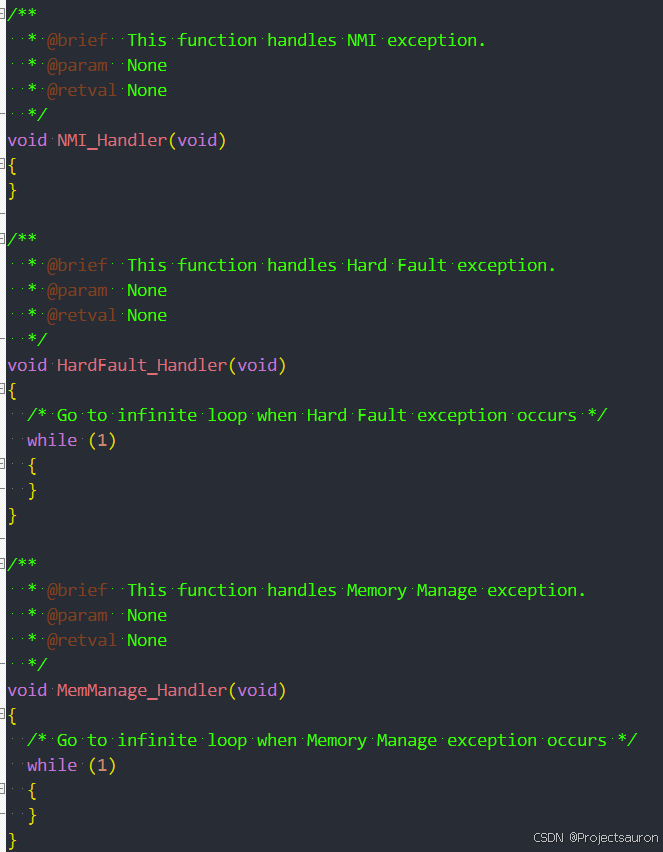 /**
  * @brief  This function handles NMI exception.
  * @param  None
  * @retval None
  */
void NMI_Handler(void)
{
}

/**
  * @brief  This function handles Hard Fault exception.
  * @param  None
  * @retval None
  */
void HardFault_Handler(void)
{
  /* Go to infinite loop when Hard Fault exception occurs */
  while (1)
  {
  }
}

/**
  * @brief  This function handles Memory Manage exception.
  * @param  None
  * @retval None
  */
void MemManage_Handler(void)
{
  /* Go to infinite loop when Memory Manage exception occurs */
  while (1)
  {
  }
}
CSDN @Projectsauron